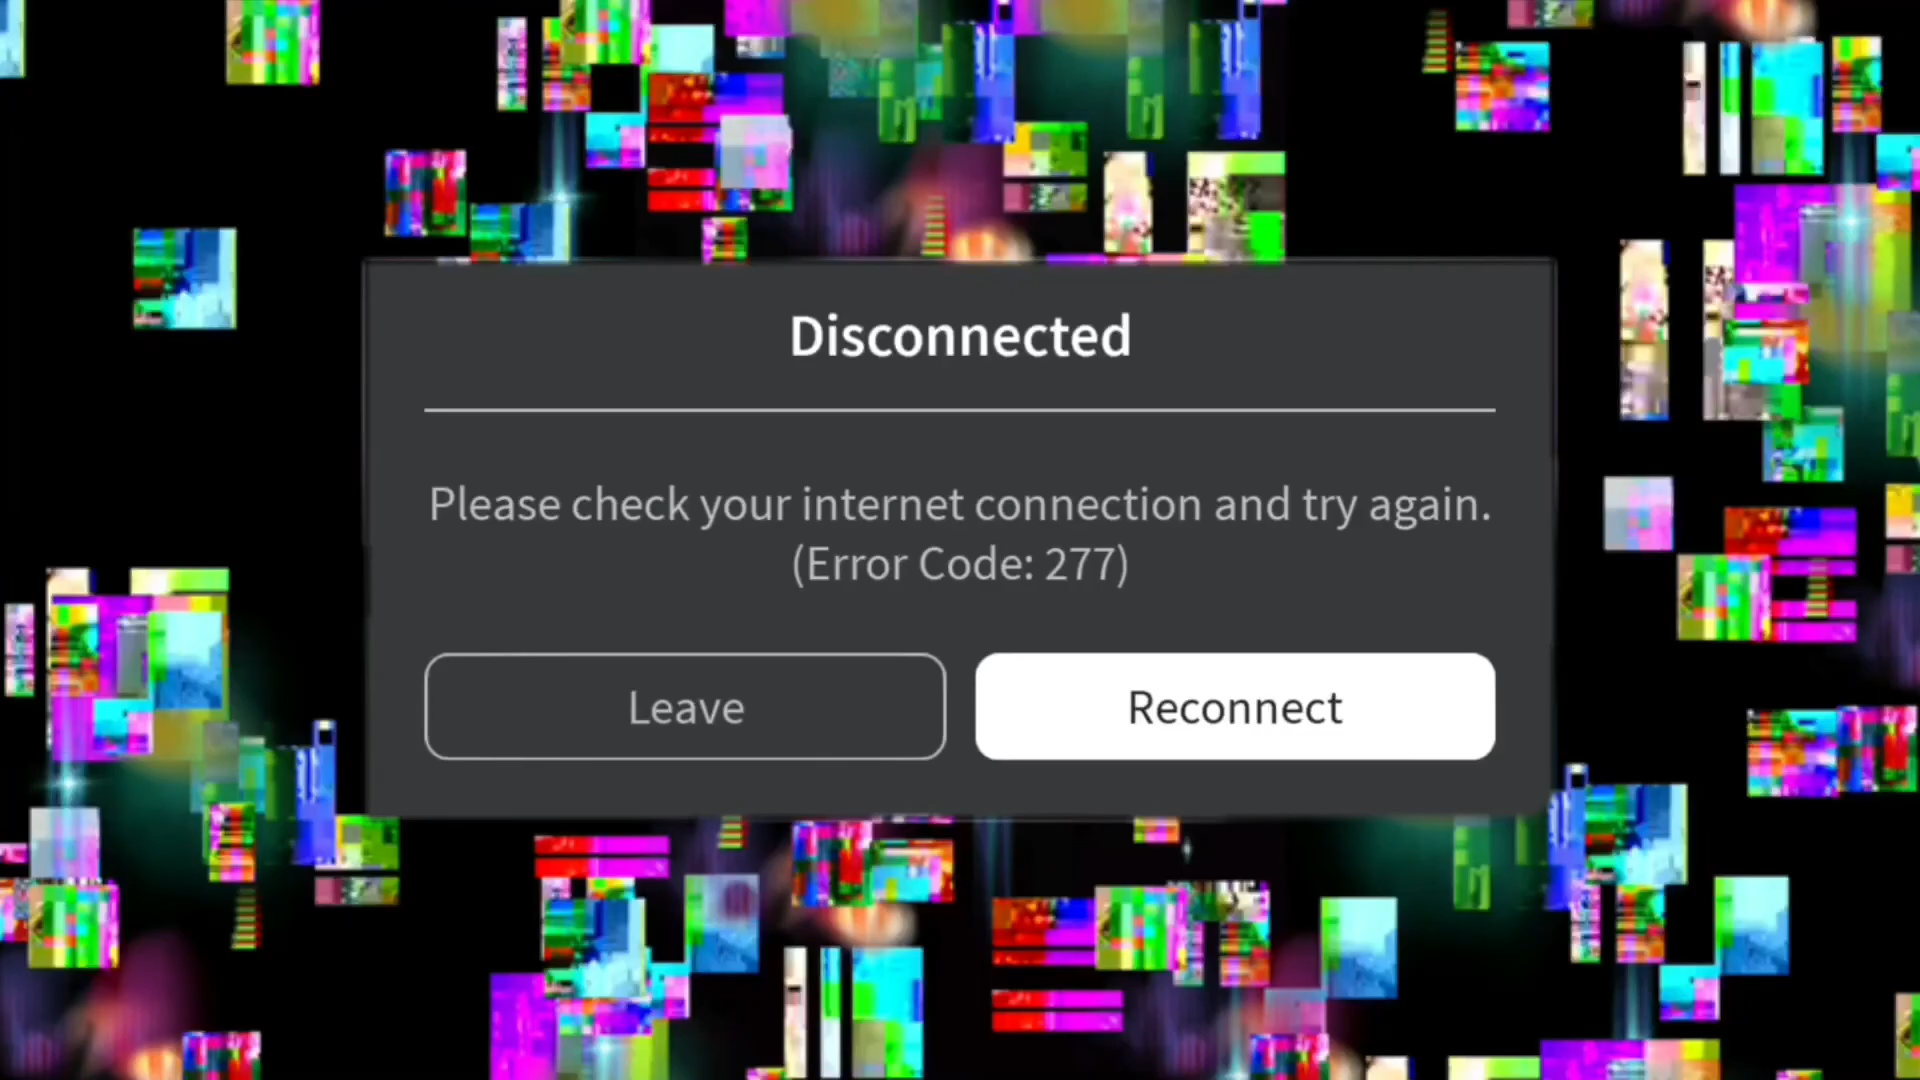 Disconnected
Please check your internet connection and try again.
(Error Code: 277)
Leave
Reconnect